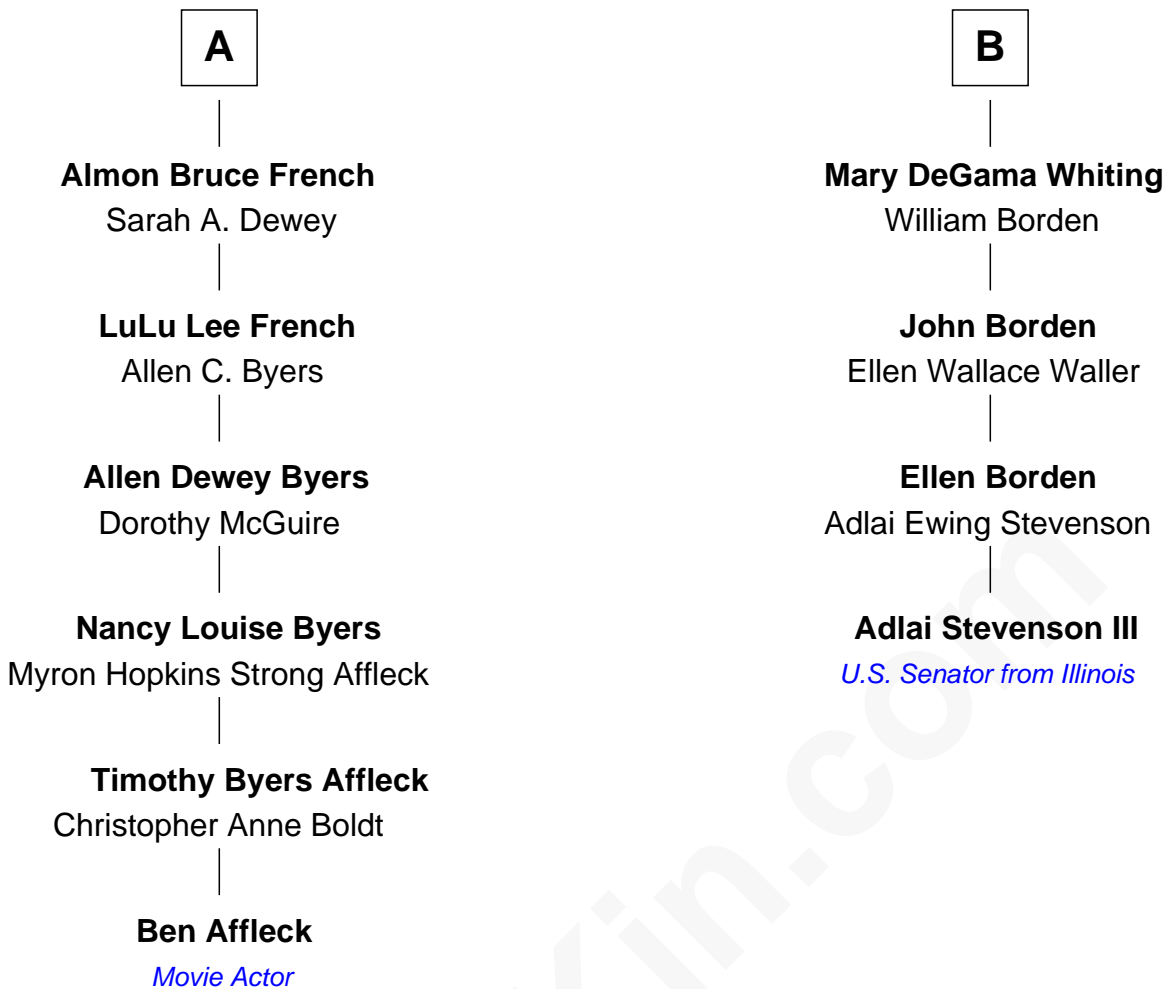 A
Almon Bruce French
Sarah A. Dewey
LuLu Lee French
Allen C. Byers
Allen Dewey Byers
Dorothy McGuire
Nancy Louise Byers
Myron Hopkins Strong Affleck
Timothy Byers Affleck
Christopher Anne Boldt
Ben Affleck
Movie Actor
B
Mary DeGama Whiting
William Borden
John Borden
Ellen Wallace Waller
Ellen Borden
Adlai Ewing Stevenson
Adlai Stevenson III
U.S. Senator from Illinois